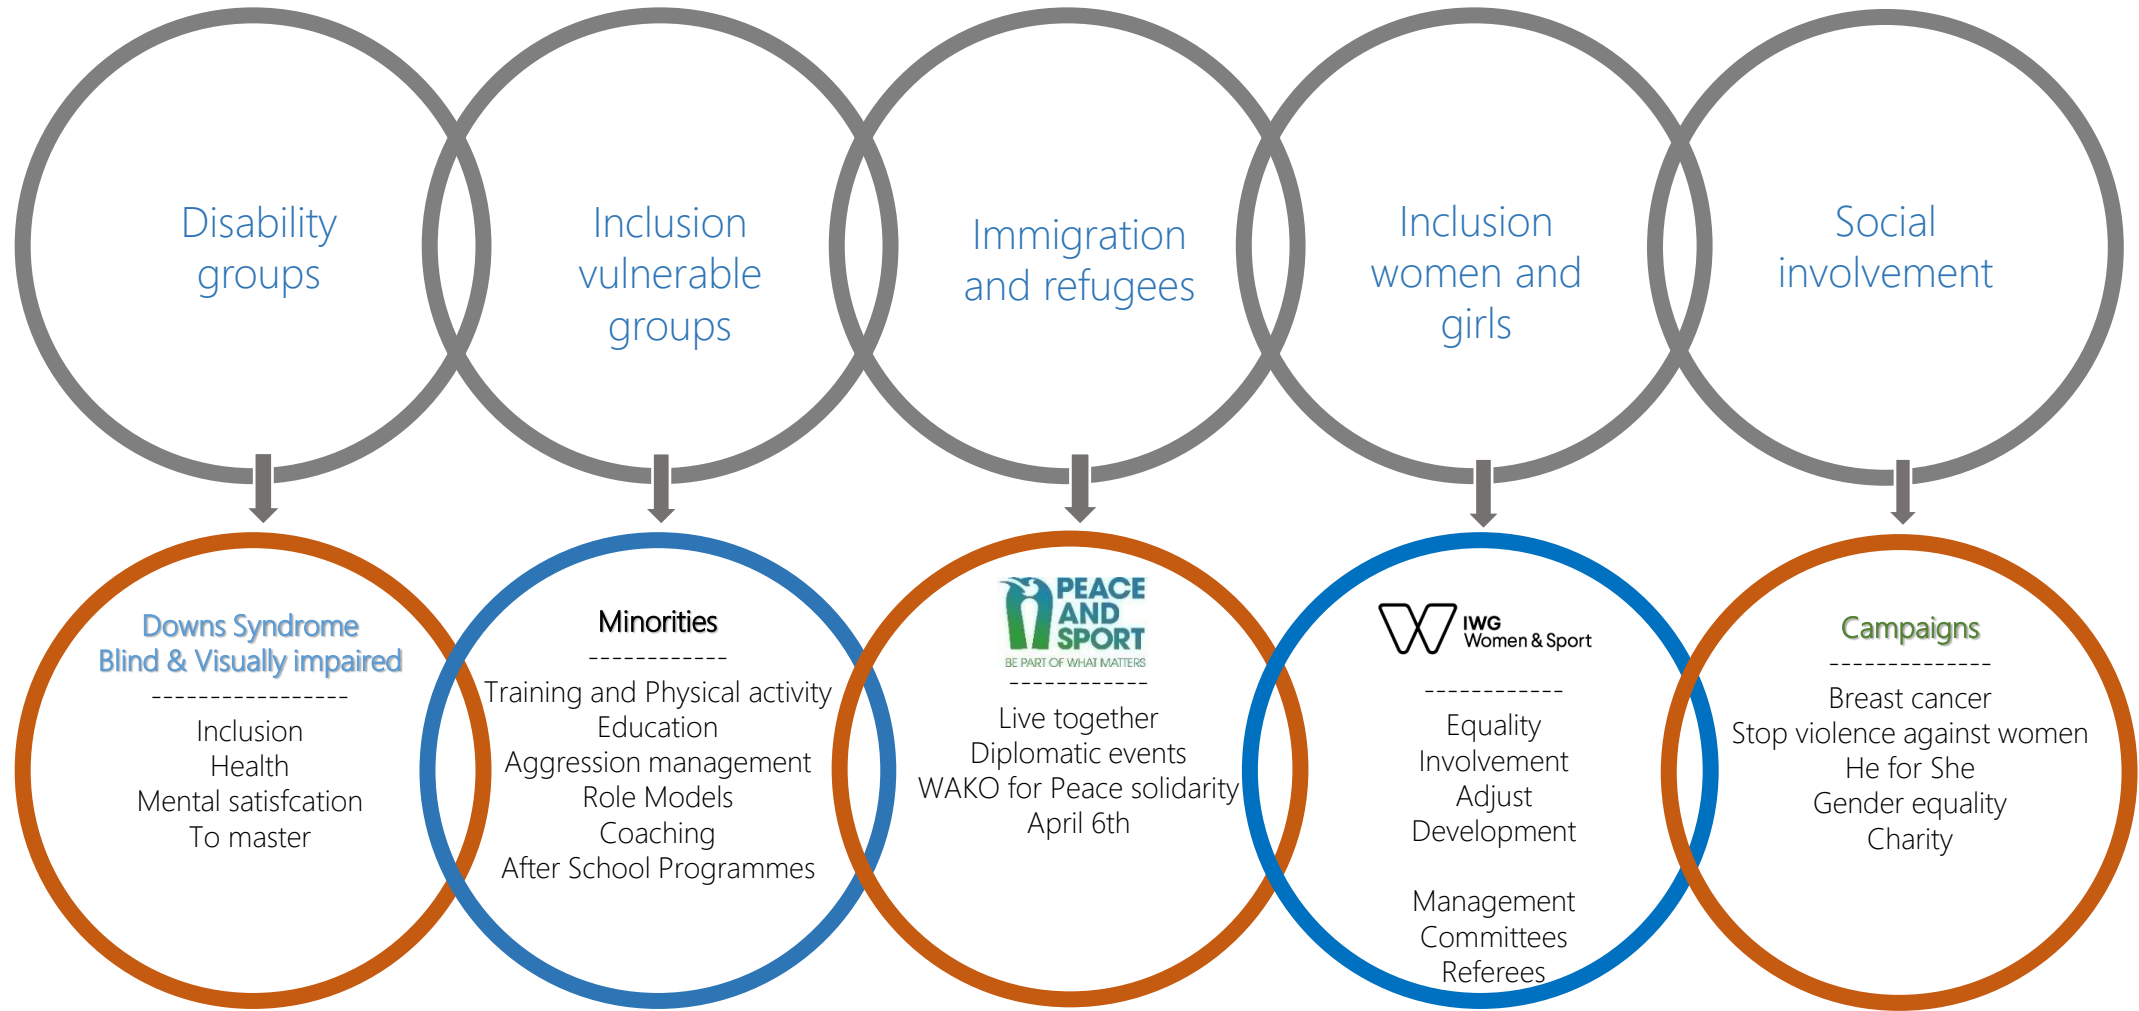 Disability
groups
Inclusion
vulnerable
groups
Immigration
and refugees
Inclusion
women and
girls
Social
involvement
Downs Syndrome
Blind & Visually impaired
-----------------
Inclusion
Health
Mental satisfcation
To master
Minorities
------------
Training and Physical activity
Education
Aggression management
Role Models
Coaching
After School Programmes
PEACE
AND
SPORT
BE PART OF WHAT MATTERS
------------
Live together
Diplomatic events
WAKO for Peace solidarity
April 6th
IWG
Women & Sport
------------
Equality
Involvement
Adjust
Development
Management
Committees
Referees
Campaigns
--------------
Breast cancer
Stop violence against women
He for She
Gender equality
Charity